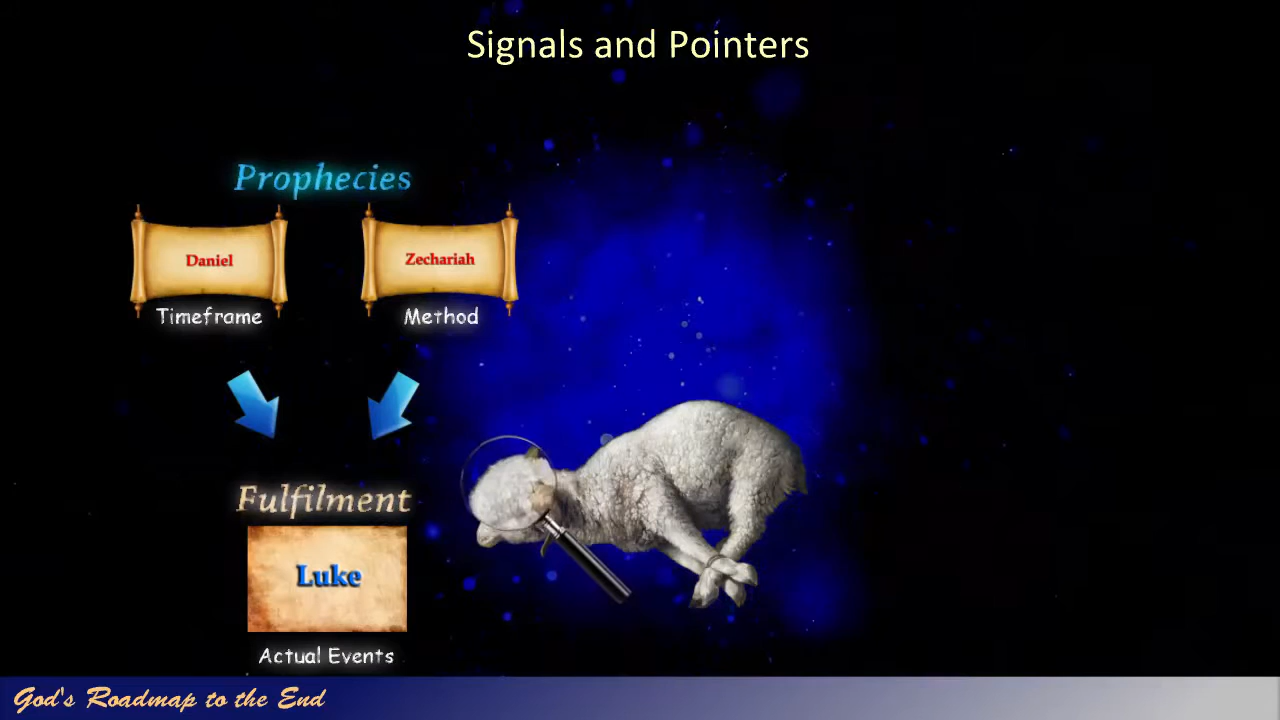 Signals and Pointers
Prophecies
Daniel
Zechariah
Timeframe
Method
Fulfilment
Luke
Actual Events
God's Roadmap to the End